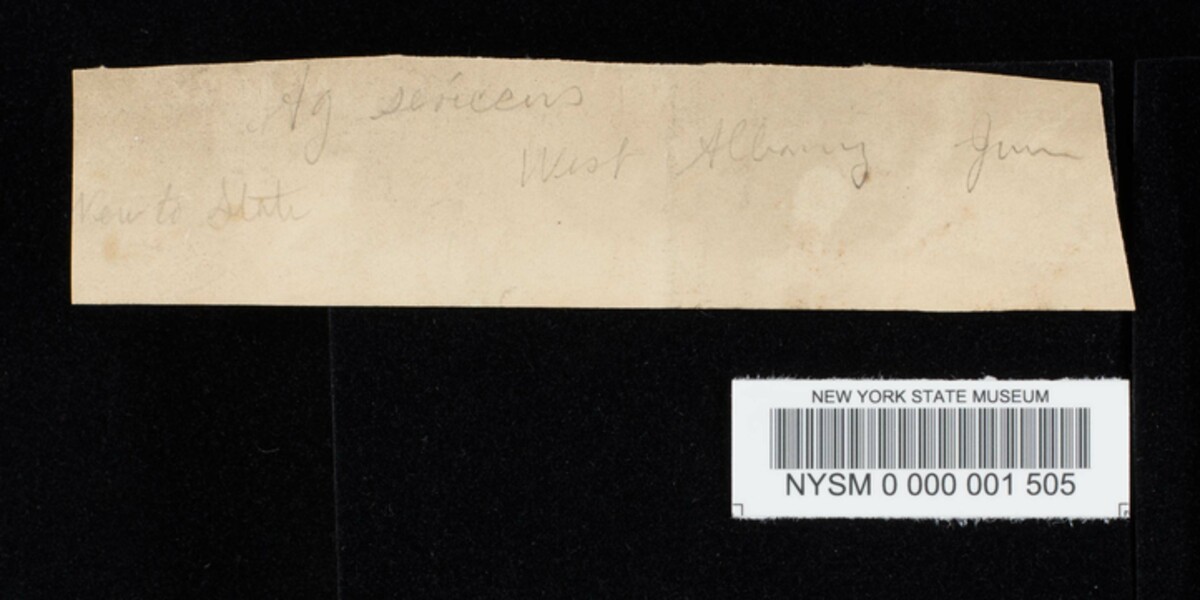 Ag sericeus
West Albany June
New to State
NEW YORK STATE MUSEUM
NYSM 0 000 001 505